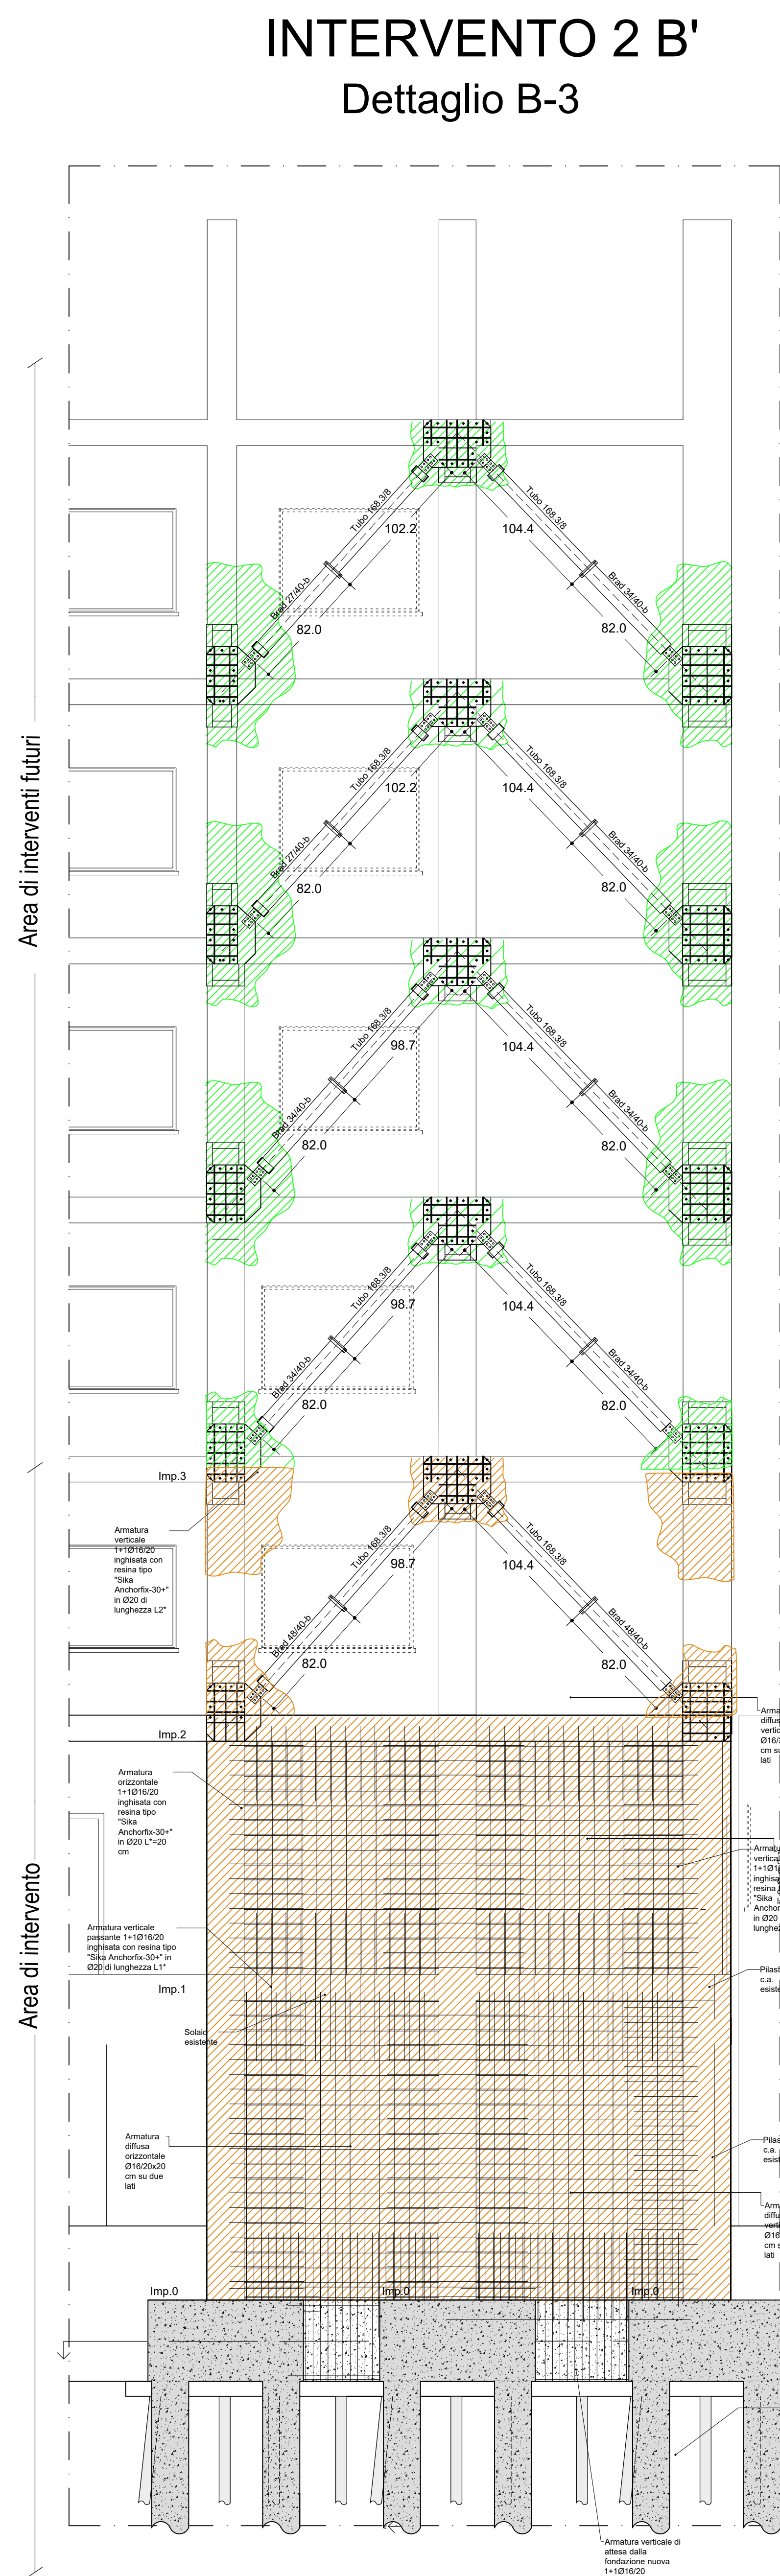 INTERVENTO 2 B'
Dettaglio B-3
Area di interventi futuri
Tubo 168.3/8
102.2
Brad 27/40-b
82.0
Tubo 168.3/8
104.4
Brad 34/40-b
82.0
Tubo 168.3/8
102.2
Brad 27/40-b
82.0
Tubo 168.3/8
104.4
Brad 34/40-b
82.0
Tubo 168.3/8
98.7
Brad 34/40-b
82.0
Tubo 168.3/8
104.4
Brad 34/40-b
82.0
Tubo 168.3/8
98.7
Brad 34/40-b
82.0
Tubo 168.3/8
104.4
Brad 34/40-b
82.0
Imp.3
Armatura
verticale
1+1Ø16/20
inghisata con
resina tipo
"Sika
Anchorfix-30+"
in Ø20 di
lunghezza L2*
Tubo 168.3/8
98.7
Brad 48/40-b
82.0
Tubo 168.3/8
104.4
Brad 48/40-b
82.0
Imp.2
Area di intervento
Armatura
orizzontale
1+1Ø16/20
inghisata con
resina tipo
"Sika
Anchorfix-30+"
in Ø20 L*=20
cm
Armatura verticale
passante 1+1Ø16/20
inghisata con resina tipo
"Sika Anchorfix-30+" in
Ø20 di lunghezza L1*
Imp.1
Solaio
esistente
Armatura
diffusa
orizzontale
Ø16/20x20
cm su due
lati
lati
c.a.
c.a.
lati
Imp.0
Imp.0
Imp.0
Armatura verticale di
attesa dalla
fondazione nuova
1+1Ø16/20